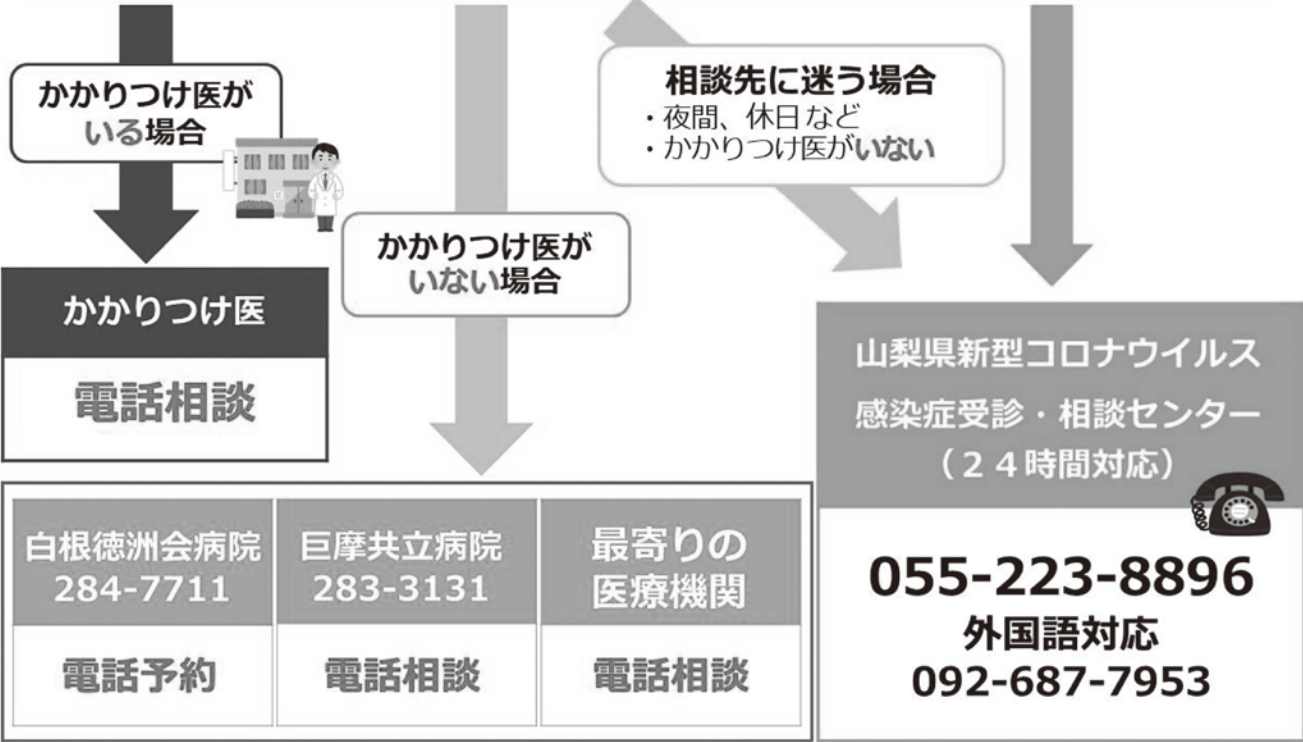 かかりつけ医が
いる場合
かかりつけ医
電話相談
かかりつけ医が
いない場合
相談先に迷う場合
・夜間、休日など
・かかりつけ医がいない
白根徳洲会病院
284-7711
電話予約
巨摩共立病院
283-3131
電話相談
最寄りの
医療機関
電話相談
山梨県新型コロナウイルス
感染症受診・相談センター
(24時間対応)
055-223-8896
外国語対応
092-687-7953